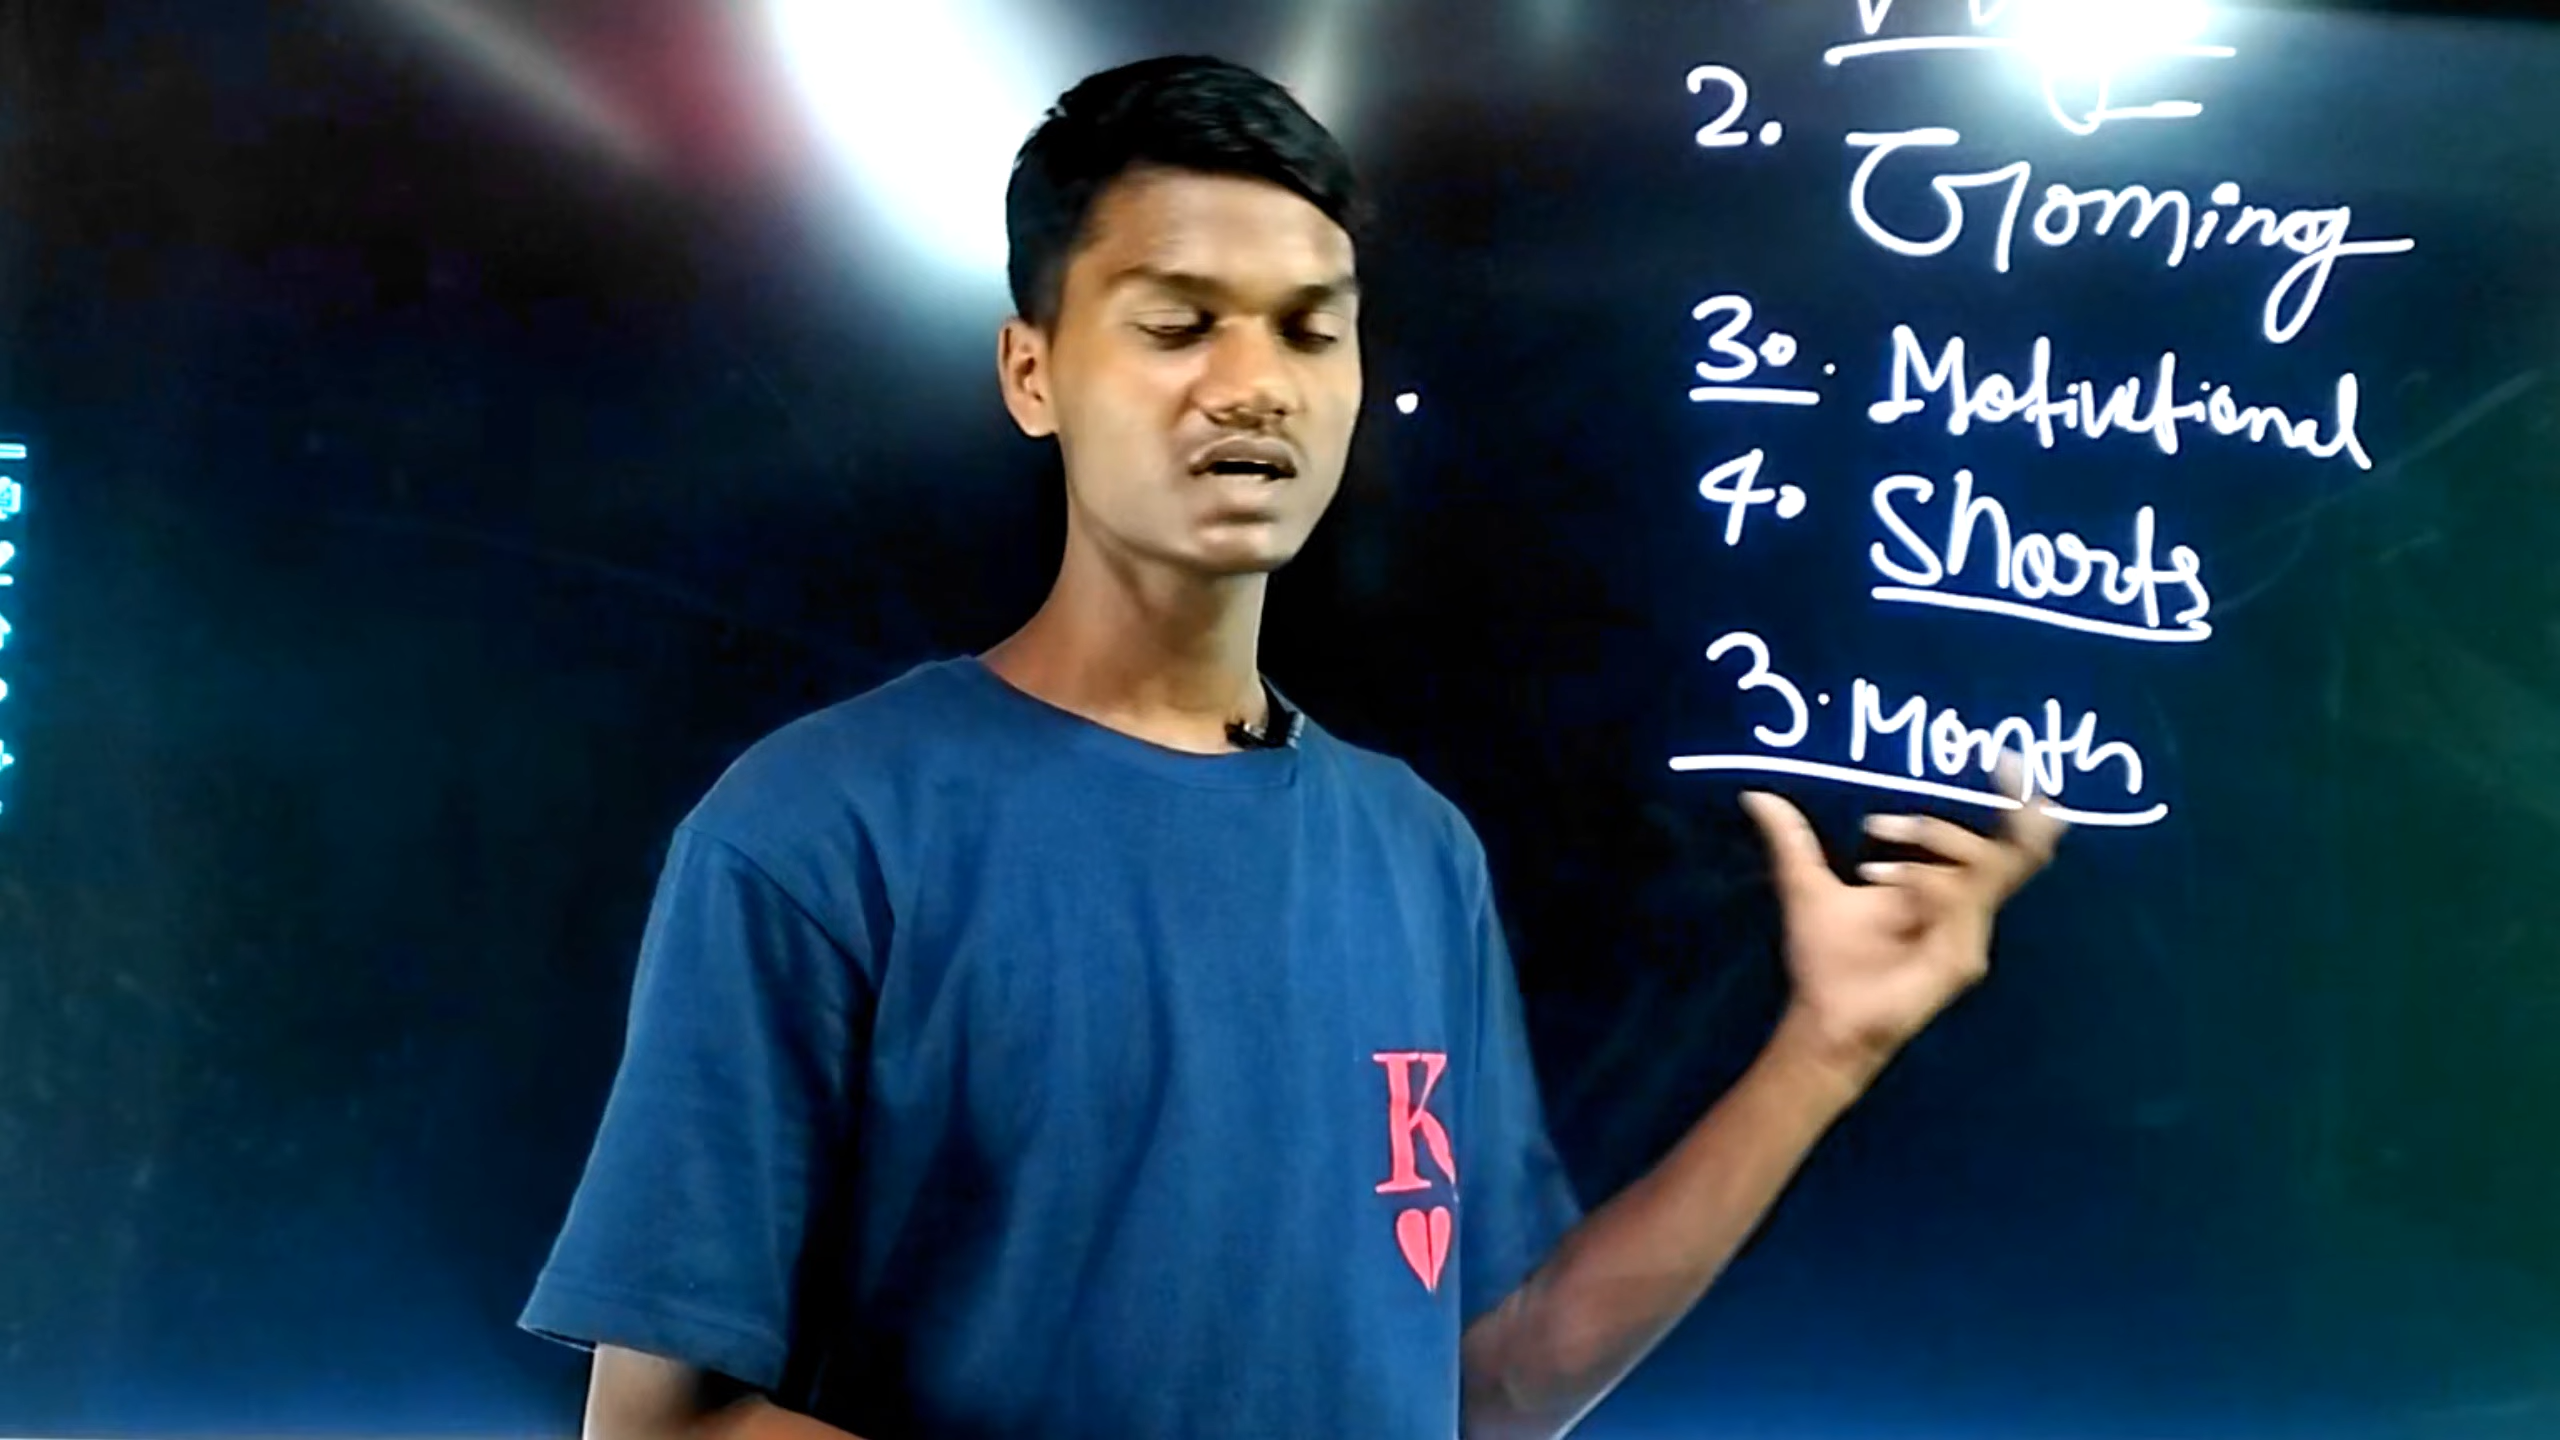 2.
Gaming
3. Motivational
4. Shorts
3. Month
K